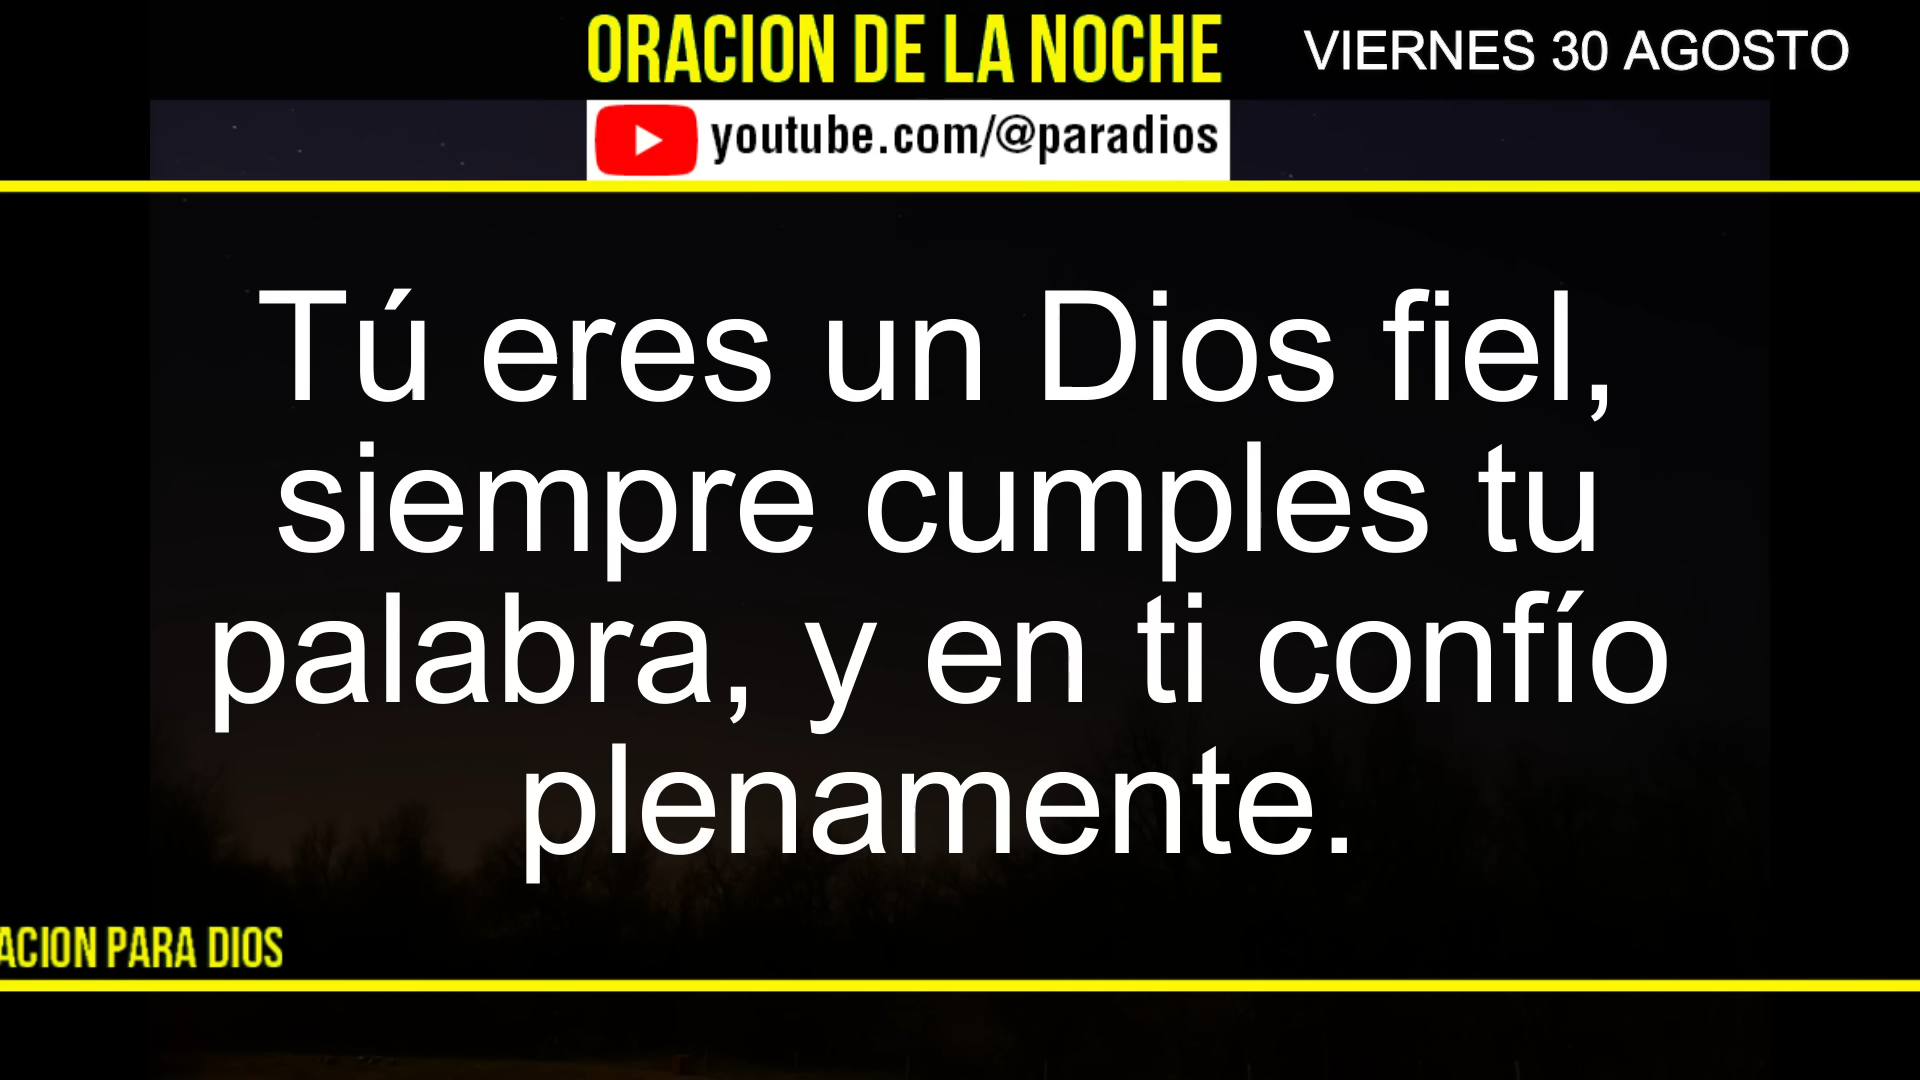 ORACION DE LA NOCHE
VIERNES 30 AGOSTO
youtube.com/@paradios
Tú eres un Dios fiel,
siempre cumples tu
palabra, y en ti confío
plenamente.
ACION PARA DIOS